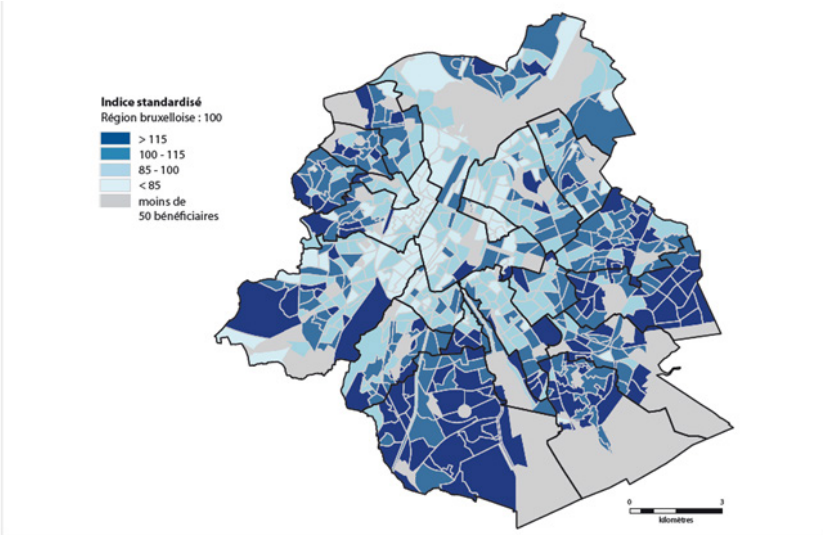 Indice standardisé
Région bruxelloise : 100
> 115
100 - 115
85 - 100
< 85
moins de
50 bénéficiaires
0 3
kilomètres